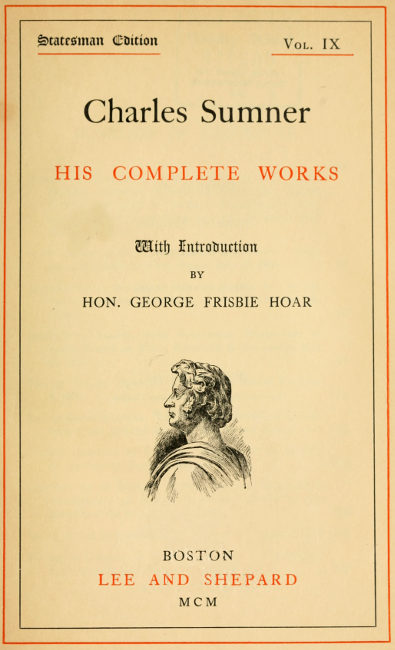 Statesman Edition
VOL. IX
Charles Sumner
HIS COMPLETE WORKS
With Introduction
BY
HON. GEORGE FRISBIE HOAR
BOSTON
LEE AND SHEPARD
MCM